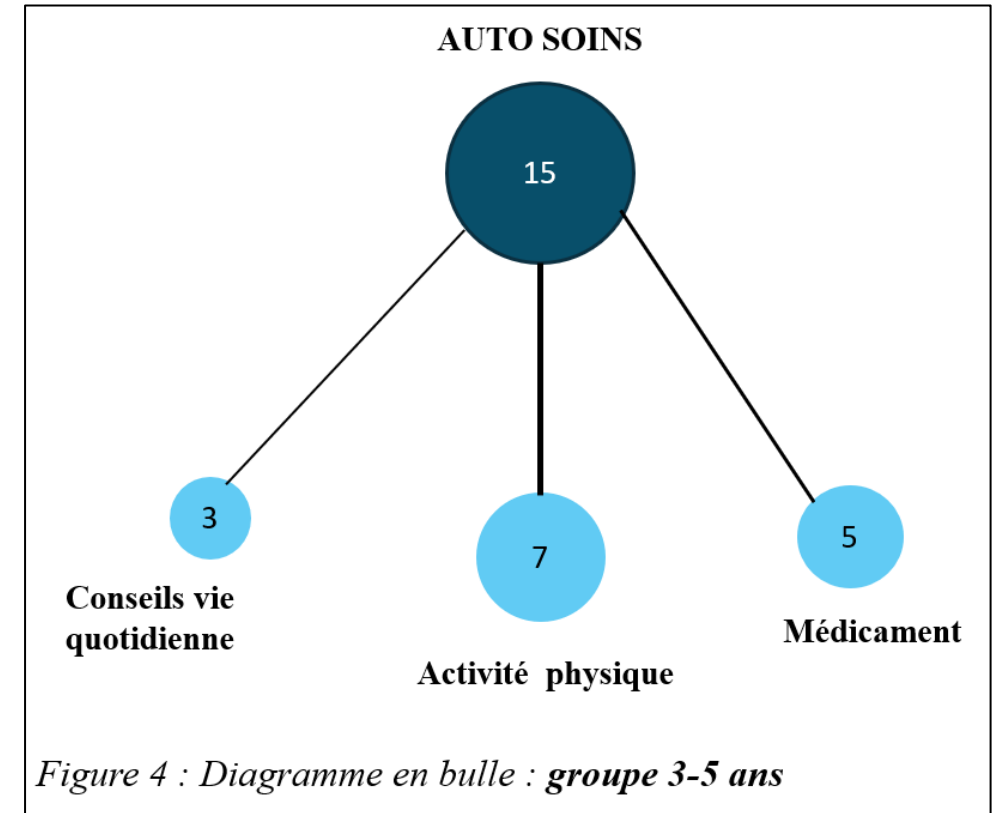 AUTO SOINS
15
3
7
5
Conseils vie
quotidienne
Activité physique
Médicament
Figure 4 : Diagramme en bulle : groupe 3-5 ans